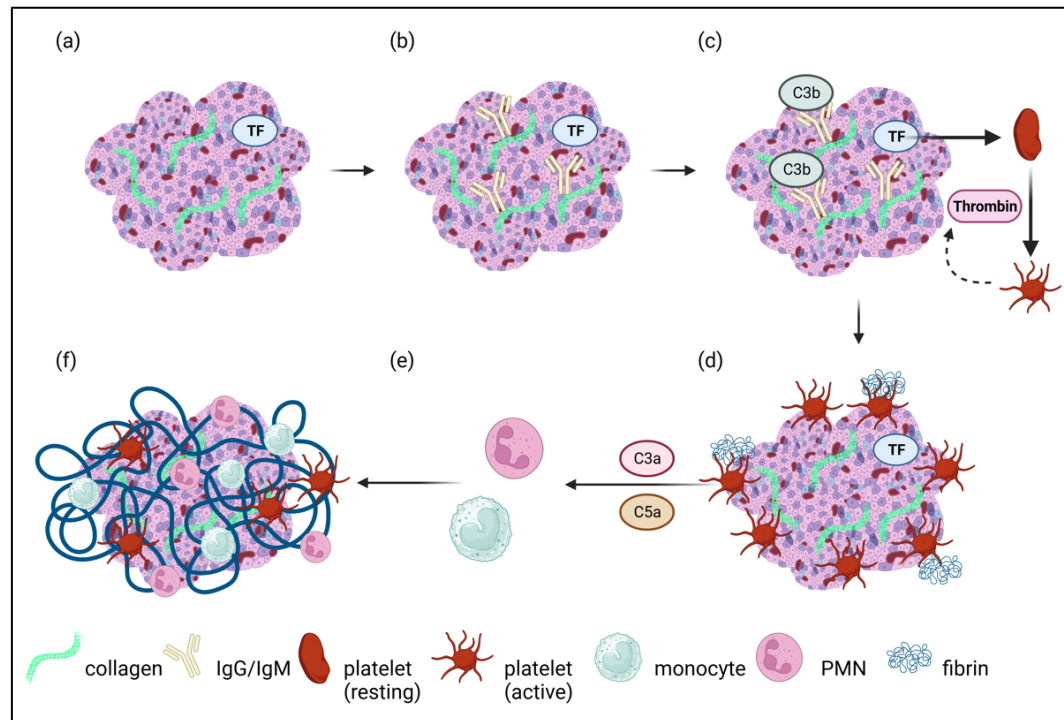 (a)
(b)
(c)
TF
TF
C3b
C3b
TF
Thrombin
(f)
(e)
(d)
C3a
C5a
TF
collagen
IgG/IgM
platelet
(resting)
platelet
(active)
monocyte
PMN
fibrin